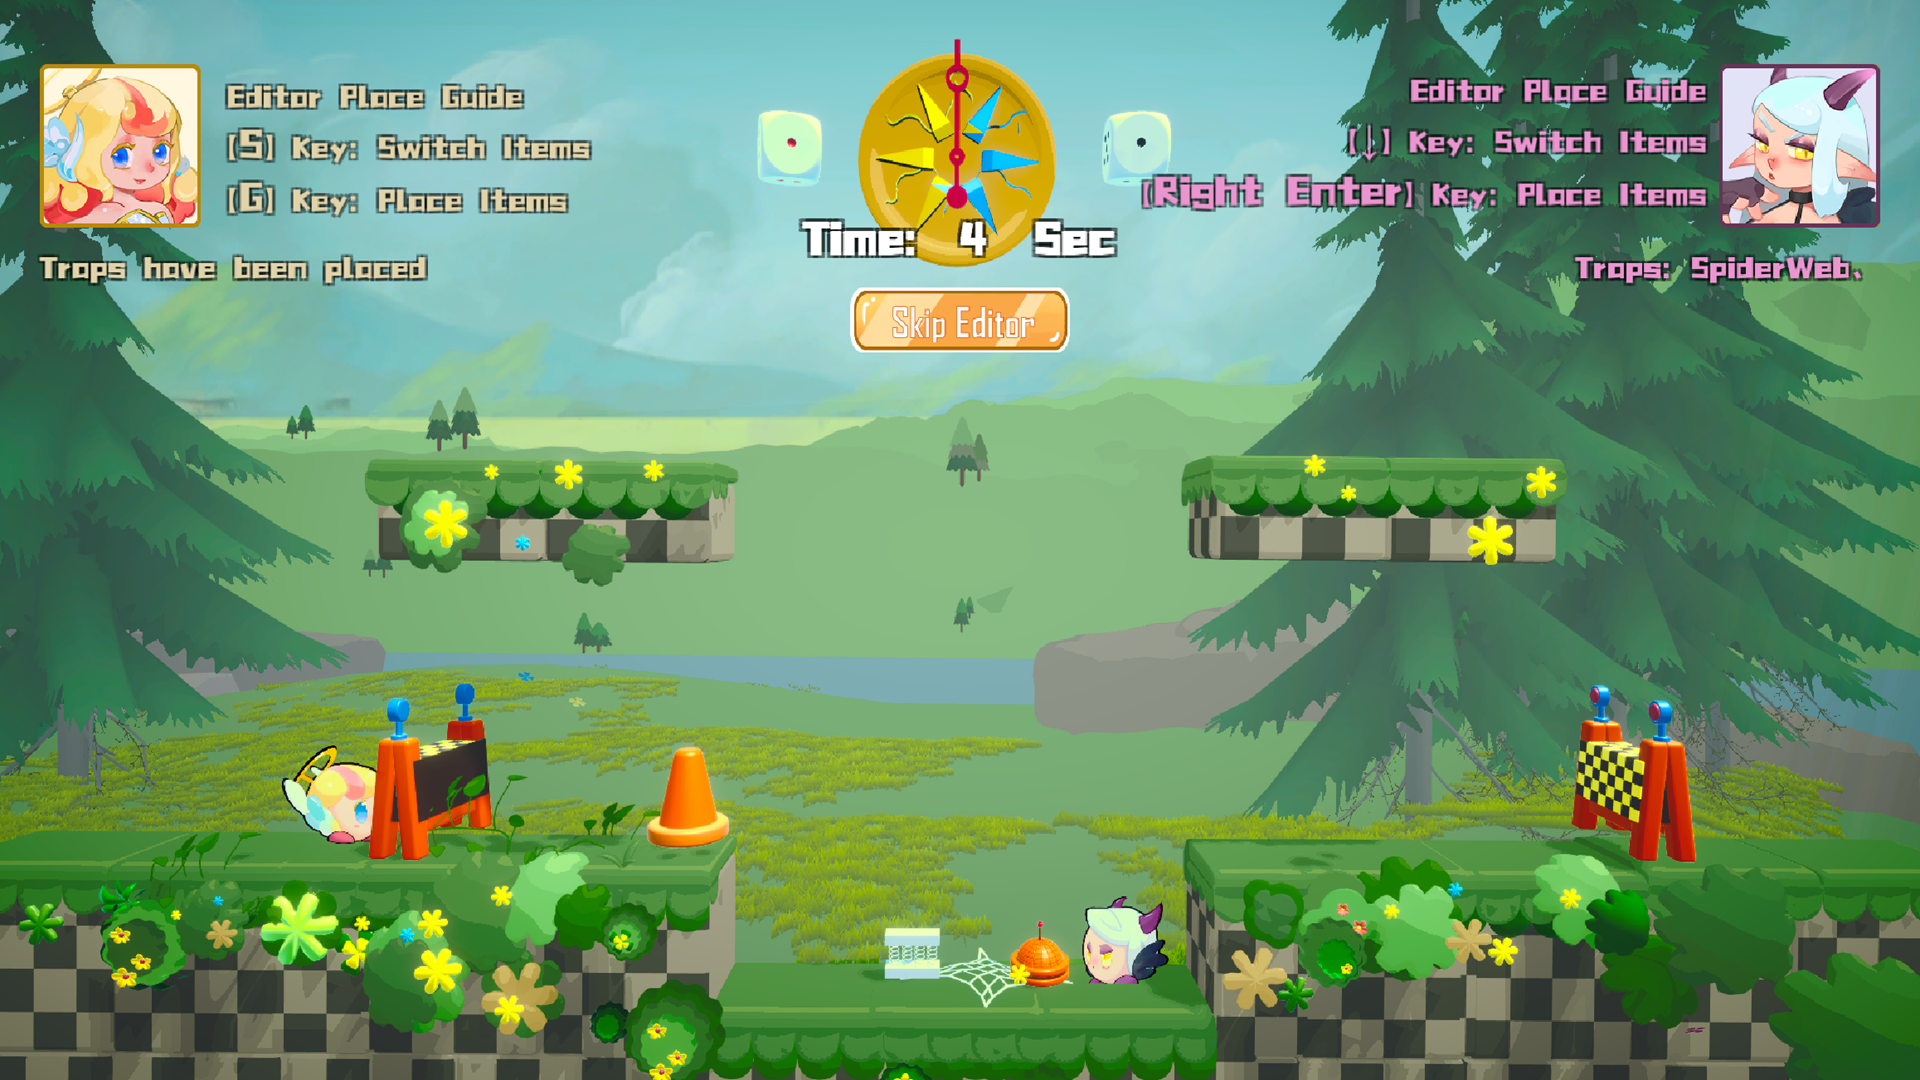 Editor Place Guide
[S] Key: Switch Items
[G] Key: Place Items
Traps have been placed
Time: 4 Sec
Skip Editor
Editor Place Guide
[↓] Key: Switch Items
[Right Enter] Key: Place Items
Traps: SpiderWeb.